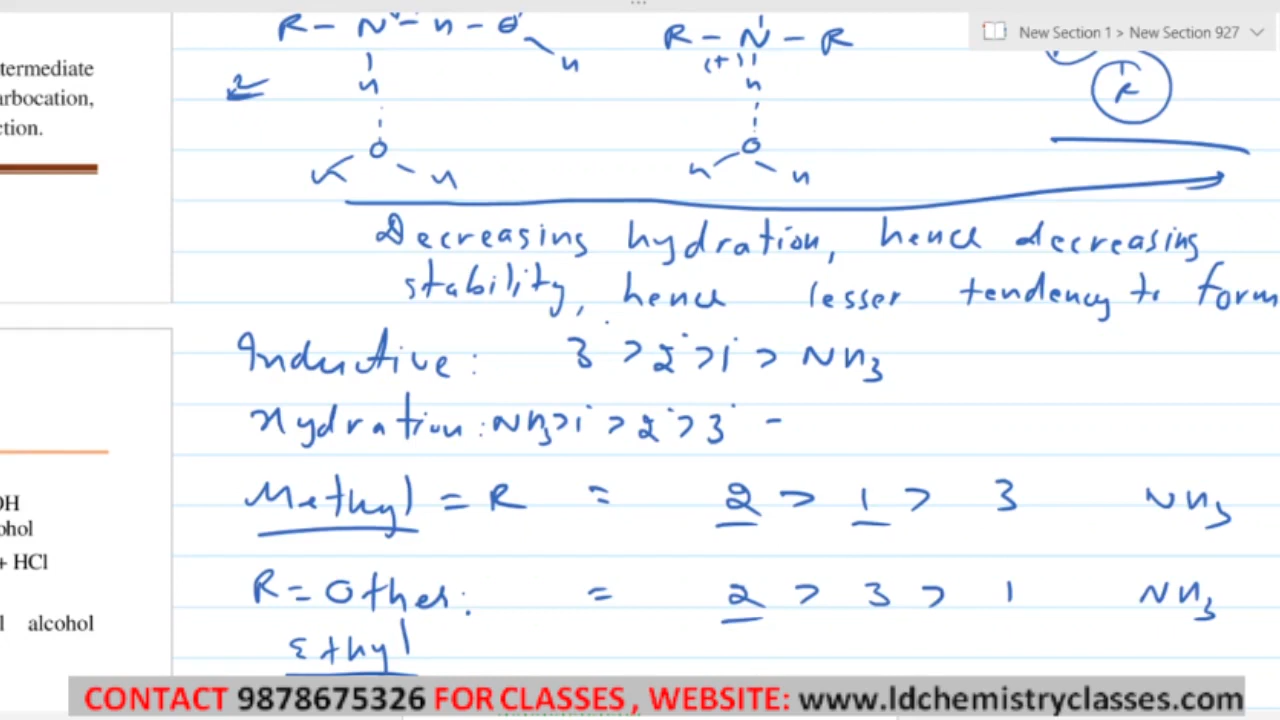 New Section 1 > New Section 927
termediate
arbocation,
ction.
R - N - H - O
H
H
O
H H
R - N - R
(+)
H
O
H H
R
Decreasing hydration, hence decreasing
stability, hence lesser tendency to form
Inductive : 3° > 2° > 1° > NH3
Hydration : NH3 > 1° > 2° > 3° -
Methyl = R = 2 > 1 > 3 NH3
R = Other : = 2 > 3 > 1 NH3
Ethyl
OH
ohol
+ HCl
l alcohol
CONTACT 9878675326 FOR CLASSES, WEBSITE: www.ldchemistryclasses.com